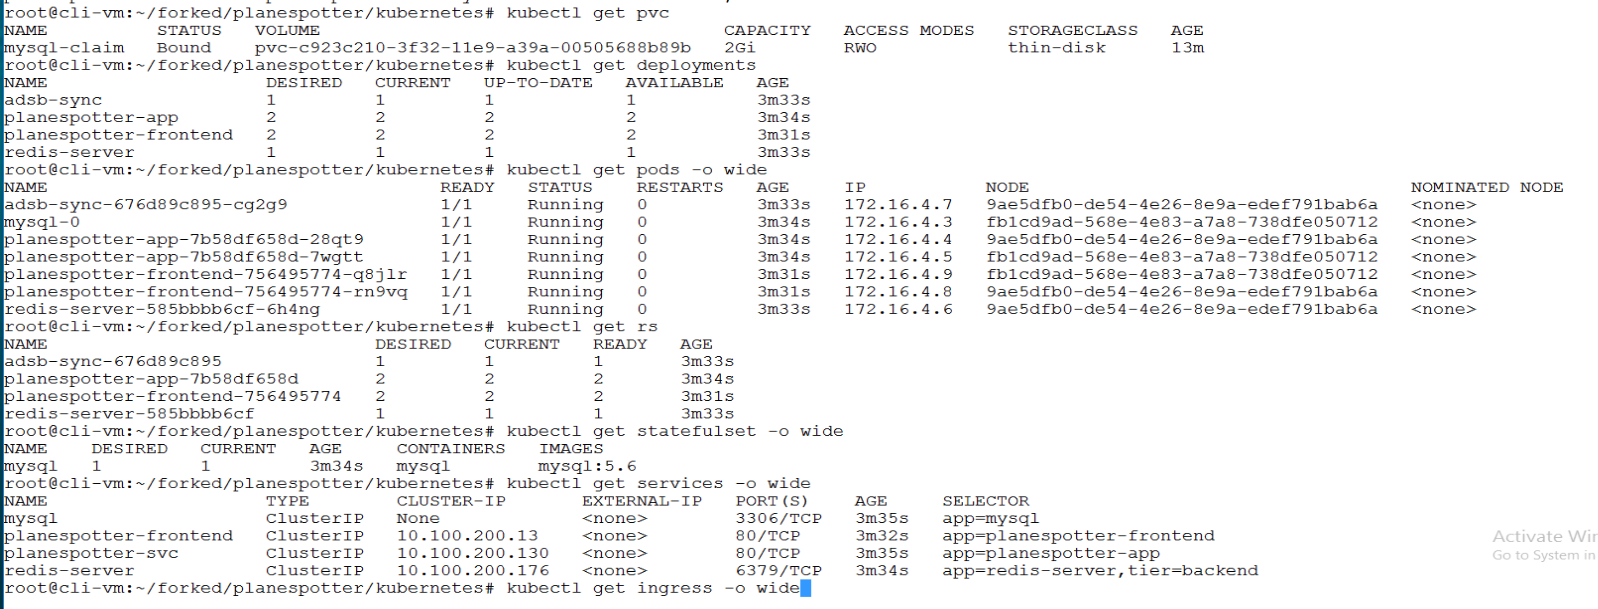 root@cli-vm:~/forked/planespotter/kubernetes# kubectl get pvc
NAME STATUS VOLUME CAPACITY ACCESS MODES STORAGECLASS AGE
mysql-claim Bound pvc-c923c210-3f32-11e9-a39a-00505688b89b 2Gi RWO thin-disk 13m
root@cli-vm:~/forked/planespotter/kubernetes# kubectl get deployments
NAME DESIRED CURRENT UP-TO-DATE AVAILABLE AGE
adsb-sync 1 1 1 1 3m33s
planespotter-app 2 2 2 2 3m34s
planespotter-frontend 2 2 2 2 3m31s
redis-server 1 1 1 1 3m33s
root@cli-vm:~/forked/planespotter/kubernetes# kubectl get pods -o wide
NAME READY STATUS RESTARTS AGE IP NODE NOMINATED NODE
adsb-sync-676d89c895-cg2g9 1/1 Running 0 3m33s 172.16.4.7 9ae5dfb0-de54-4e26-8e9a-edef791bab6a <none>
mysql-0 1/1 Running 0 3m34s 172.16.4.3 fb1cd9ad-568e-4e83-a7a8-738dfe050712 <none>
planespotter-app-7b58df658d-28qt9 1/1 Running 0 3m34s 172.16.4.4 9ae5dfb0-de54-4e26-8e9a-edef791bab6a <none>
planespotter-app-7b58df658d-7wgtt 1/1 Running 0 3m34s 172.16.4.5 9ae5dfb0-de54-4e26-8e9a-edef791bab6a <none>
planespotter-frontend-756495774-q8jlr 1/1 Running 0 3m31s 172.16.4.9 fb1cd9ad-568e-4e83-a7a8-738dfe050712 <none>
planespotter-frontend-756495774-rn9vq 1/1 Running 0 3m31s 172.16.4.8 9ae5dfb0-de54-4e26-8e9a-edef791bab6a <none>
redis-server-585bbbb6cf-6h4ng 1/1 Running 0 3m33s 172.16.4.6 9ae5dfb0-de54-4e26-8e9a-edef791bab6a <none>
root@cli-vm:~/forked/planespotter/kubernetes# kubectl get rs
NAME DESIRED CURRENT READY AGE
adsb-sync-676d89c895 1 1 1 3m33s
planespotter-app-7b58df658d 2 2 2 3m34s
planespotter-frontend-756495774 2 2 2 3m31s
redis-server-585bbbb6cf 1 1 1 3m33s
root@cli-vm:~/forked/planespotter/kubernetes# kubectl get statefulset -o wide
NAME DESIRED CURRENT AGE CONTAINERS IMAGES
mysql 1 1 3m34s mysql mysql:5.6
root@cli-vm:~/forked/planespotter/kubernetes# kubectl get services -o wide
NAME TYPE CLUSTER-IP EXTERNAL-IP PORT(S) AGE SELECTOR
mysql ClusterIP None <none> 3306/TCP 3m35s app=mysql
planespotter-frontend ClusterIP 10.100.200.13 <none> 80/TCP 3m32s app=planespotter-frontend
planespotter-svc ClusterIP 10.100.200.130 <none> 80/TCP 3m35s app=planespotter-app
redis-server ClusterIP 10.100.200.176 <none> 6379/TCP 3m34s app=redis-server,tier=backend
root@cli-vm:~/forked/planespotter/kubernetes# kubectl get ingress -o wide
Activate Wi
Go to System in